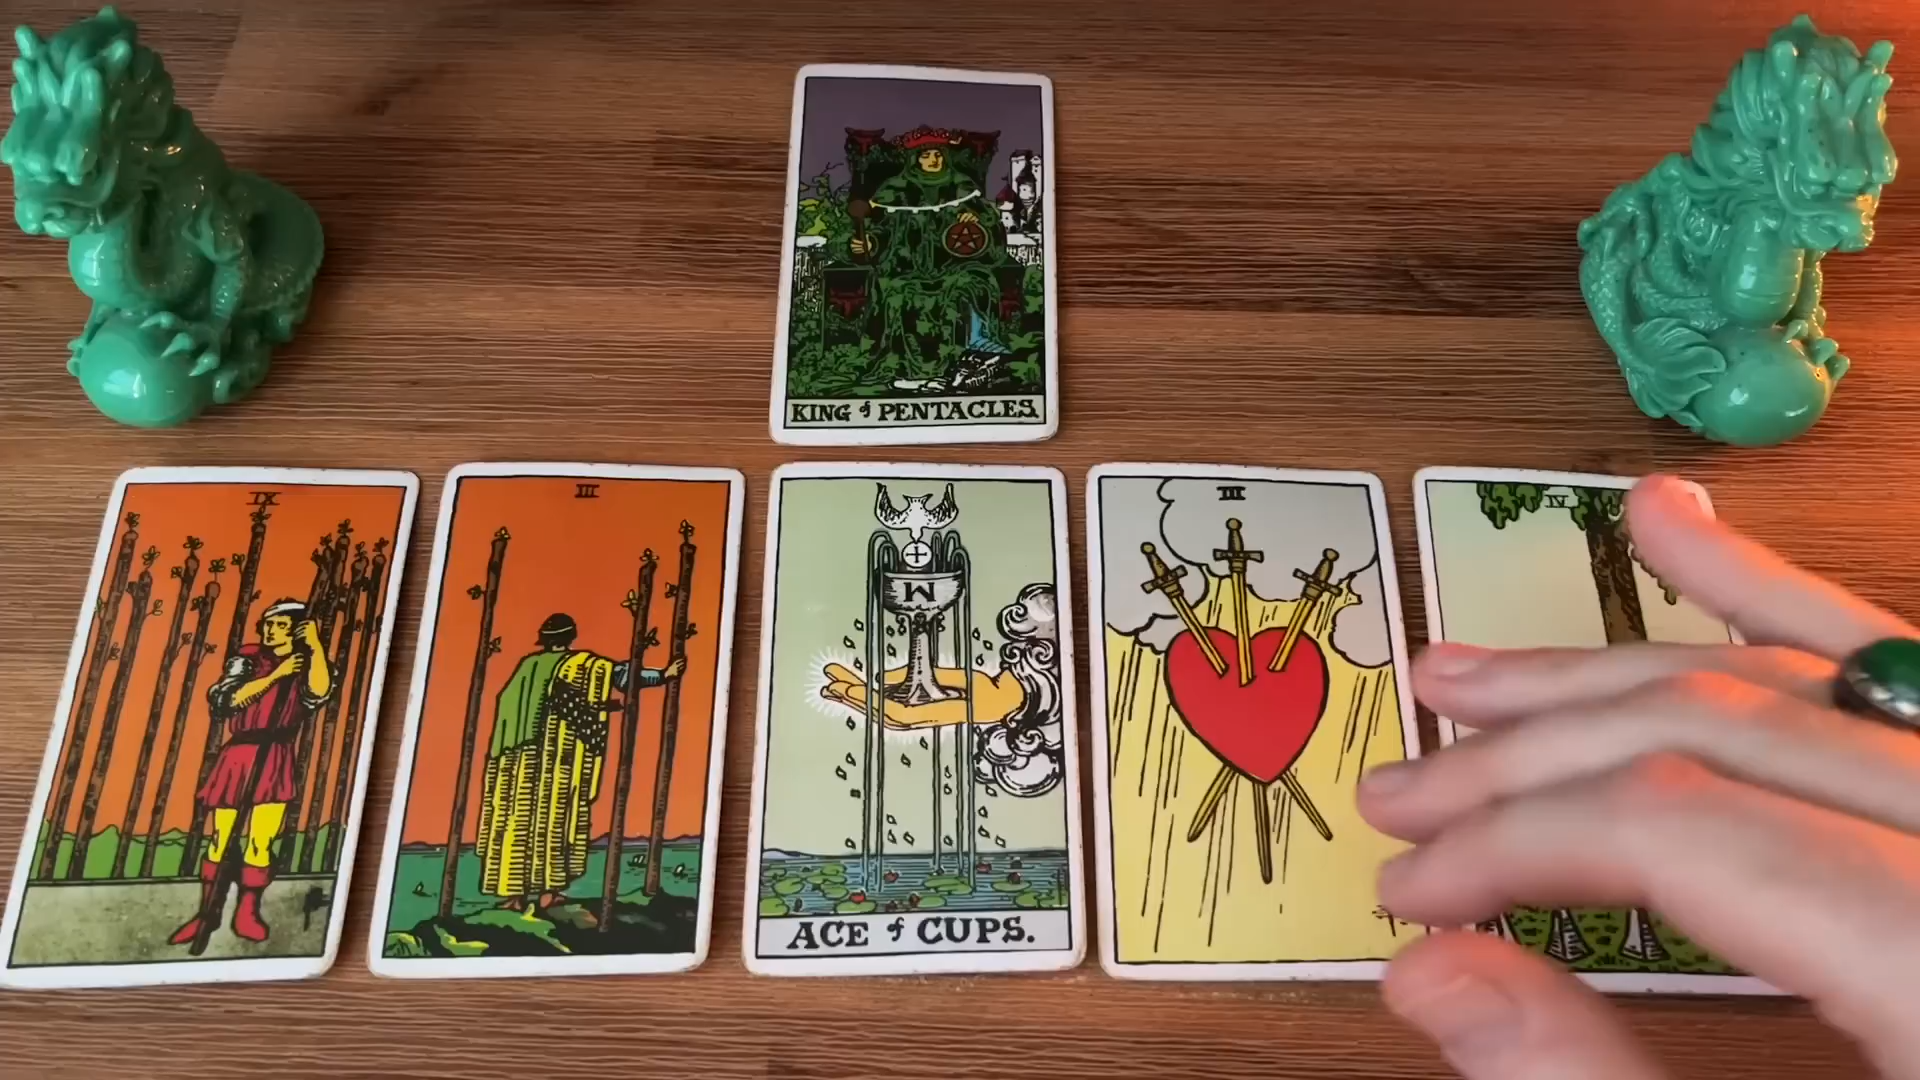 KING of PENTACLES.
IX
III
III
IV
M
ACE of CUPS.